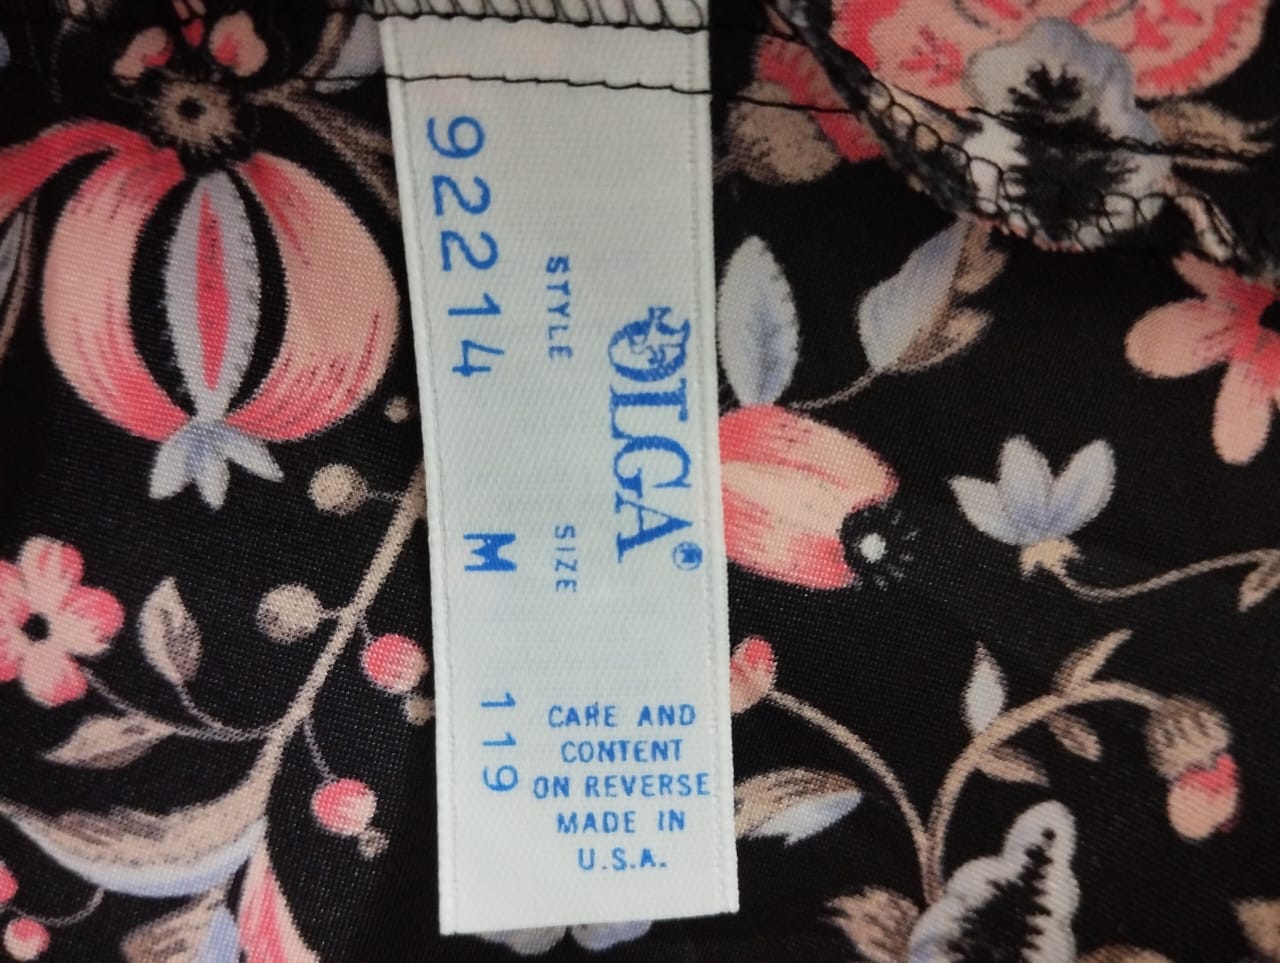 OLGA®
STYLE SIZE
92214 M 119
CARE AND
CONTENT
ON REVERSE
MADE IN
U.S.A.